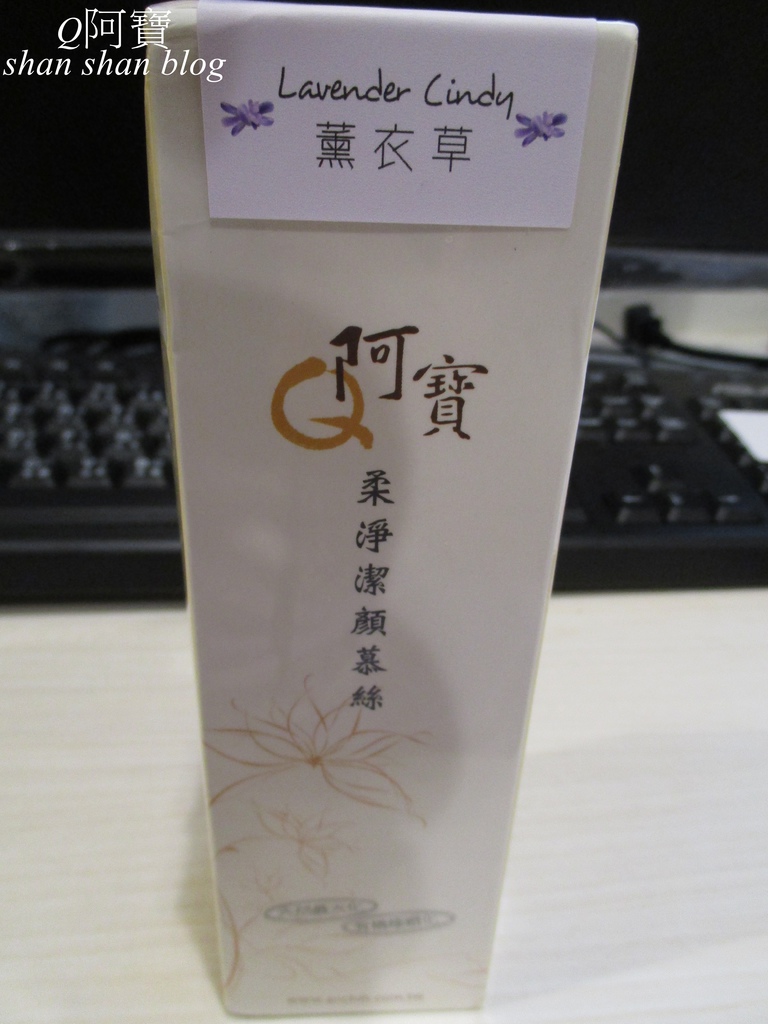 Q阿寶
shan shan blog
Lavender Cindy
薰衣草
Q阿寶
柔淨潔顏慕絲